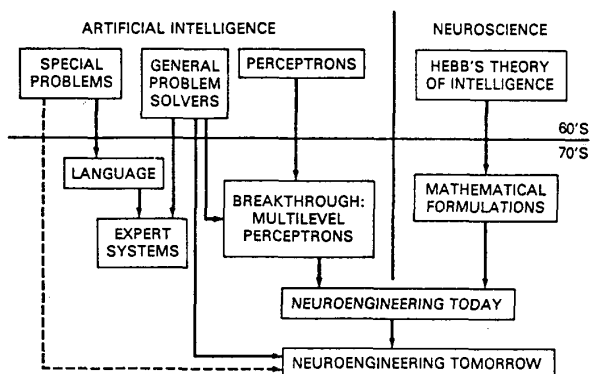 ARTIFICIAL INTELLIGENCE
NEUROSCIENCE
SPECIAL
PROBLEMS
GENERAL
PROBLEM
SOLVERS
PERCEPTRONS
HEBB'S THEORY
OF INTELLIGENCE
60'S
70'S
LANGUAGE
EXPERT
SYSTEMS
BREAKTHROUGH:
MULTILEVEL
PERCEPTRONS
MATHEMATICAL
FORMULATIONS
NEUROENGINEERING TODAY
NEUROENGINEERING TOMORROW